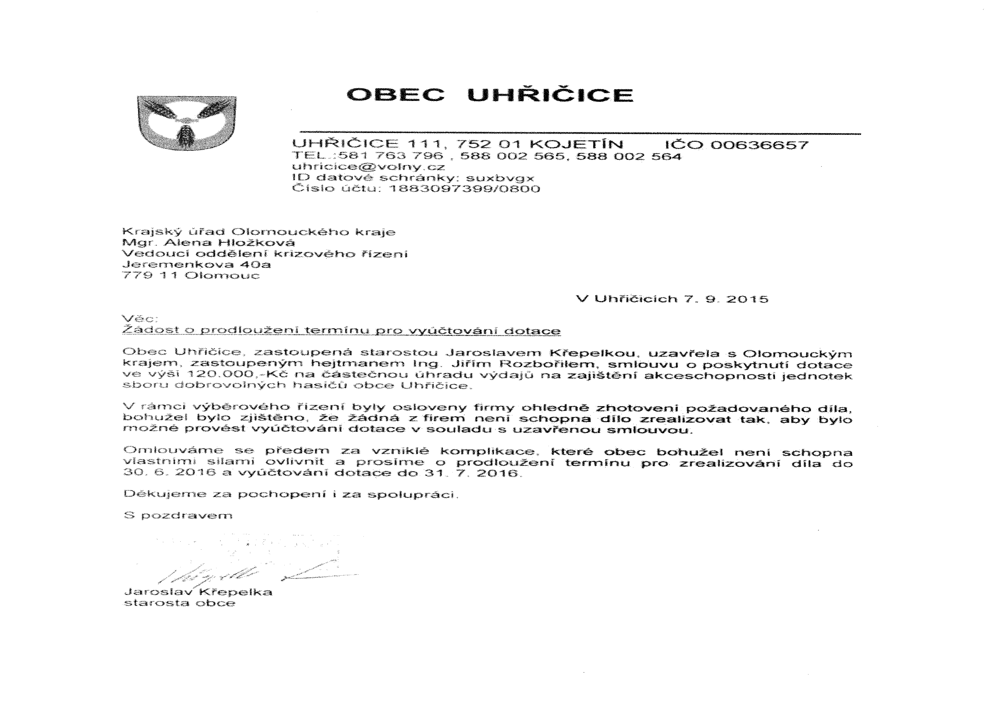 OBEC UHŘIČICE
UHŘIČICE 111, 752 01 KOJETÍN IČO 00636657
TEL.:581 763 796 , 588 002 565, 588 002 564
uhricice@volny.cz
ID datové schránky: suxbvgx
Číslo účtu: 1883097399/0800
Krajský úřad Olomouckého kraje
Mgr. Alena Hložková
Vedoucí oddělení krizového řízení
Jeremenkova 40a
779 11 Olomouc
V Uhřičicích 7. 9. 2015
Věc:
Žádost o prodloužení termínu pro vyúčtování dotace
Obec Uhřičice, zastoupená starostou Jaroslavem Křepelkou, uzavřela s Olomouckým
krajem, zastoupeným hejtmanem Ing. Jiřím Rozbořilem, smlouvu o poskytnutí dotace
ve výši 120.000,-Kč na částečnou úhradu výdajů na zajištění akceschopnosti jednotek
sboru dobrovolných hasičů obce Uhřičice.
V rámci výběrového řízení byly osloveny firmy ohledně zhotovení požadovaného díla,
bohužel bylo zjištěno, že žádná z firem není schopna dílo zrealizovat tak, aby bylo
možné provést vyúčtování dotace v souladu s uzavřenou smlouvou.
Omlouváme se předem za vzniklé komplikace, které obec bohužel není schopna
vlastními silami ovlivnit a prosíme o prodloužení termínu pro zrealizování díla do
30. 6. 2016 a vyúčtování dotace do 31. 7. 2016.
Děkujeme za pochopení i za spolupráci.
S pozdravem
Jaroslav Křepelka
starosta obce